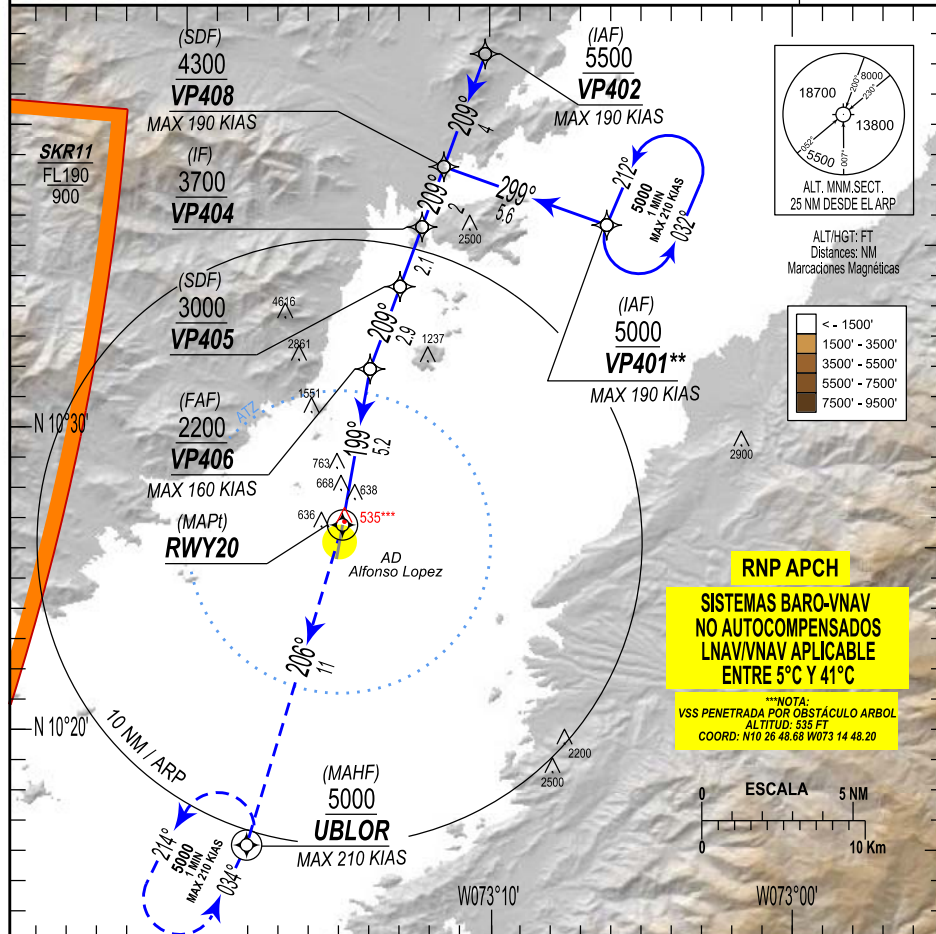 (SDF)
4300
VP408
MAX 190 KIAS
(IAF)
5500
VP402
MAX 190 KIAS
209°
4
18700
200°
8000
230°
13800
052°
5500
007°
ALT. MNM.SECT.
25 NM DESDE EL ARP
SKR11
FL190
900
(IF)
3700
VP404
209°
2
299°
5.6
2500
212°
5000
1 MIN
MAX 210 KIAS
032°
ALT/HGT: FT
Distances: NM
Marcaciones Magnéticas
(SDF)
3000
VP405
2.1
4616
2861
209°
2.9
1237
(IAF)
5000
VP401**
MAX 190 KIAS
< - 1500'
1500' - 3500'
3500' - 5500'
5500' - 7500'
7500' - 9500'
1551
ATZ
N 10°30'
(FAF)
2200
VP406
MAX 160 KIAS
199°
5.2
2900
763
668
638
636
535***
(MAPt)
RWY20
AD
Alfonso Lopez
RNP APCH
SISTEMAS BARO-VNAV
NO AUTOCOMPENSADOS
LNAV/VNAV APLICABLE
ENTRE 5°C Y 41°C
***NOTA:
VSS PENETRADA POR OBSTÁCULO ARBOL
ALTITUD: 535 FT
COORD: N10 26 48.68 W073 14 48.20
206°
11
N 10°20'
10 NM / ARP
2200
2500
(MAHF)
5000
UBLOR
MAX 210 KIAS
214°
5000
1 MIN
MAX 210 KIAS
034°
0 ESCALA 5 NM
0 10 Km
W073°10'
W073°00'